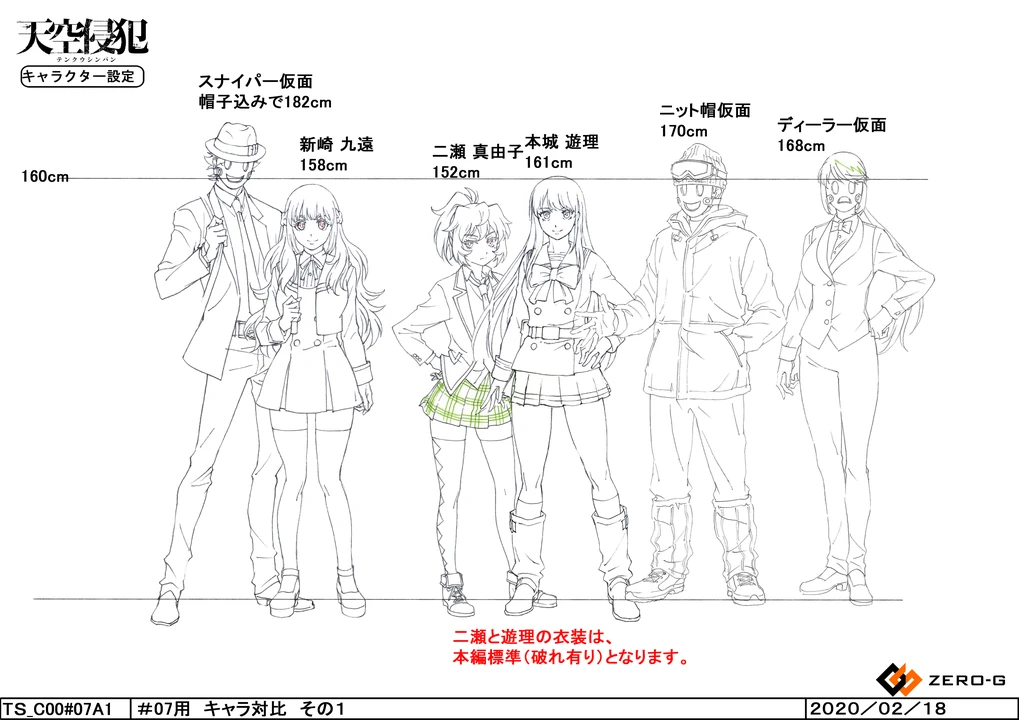 天空侵犯
テンクウシンパン
キャラクター設定
スナイパー仮面
帽子込みで182cm
新崎 九遠
158cm
二瀬 真由子
152cm
本城 遊理
161cm
ニット帽仮面
170cm
ディーラー仮面
168cm
160cm
二瀬と遊理の衣装は、
本編標準（破れ有り）となります。
ZERO-G
TS_C00#07A1
＃07用 キャラ対比 その１
2020／02／18